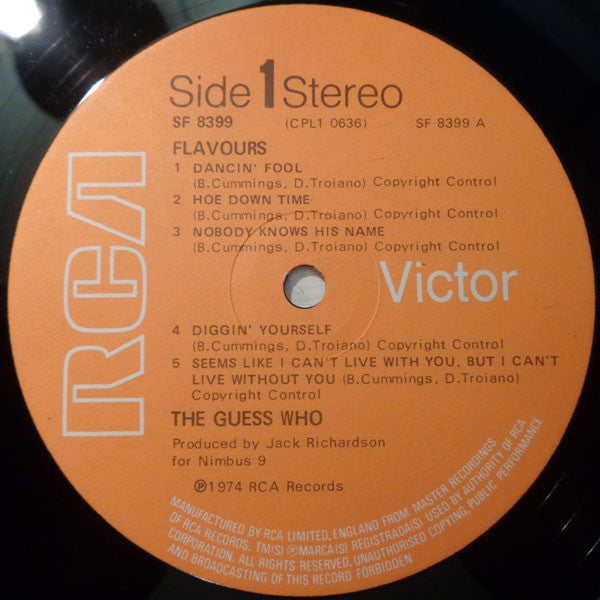 Side 1 Stereo
SF 8399 (CPL1 0636) SF 8399 A
FLAVOURS
1 DANCIN' FOOL
(B.Cummings, D.Troiano) Copyright Control
2 HOE DOWN TIME
(B.Cummings, D.Troiano) Copyright Control
3 NOBODY KNOWS HIS NAME
(B.Cummings, D.Troiano) Copyright Control
RCA
Victor
4 DIGGIN' YOURSELF
(B.Cummings, D.Troiano) Copyright Control
5 SEEMS LIKE I CAN'T LIVE WITH YOU, BUT I CAN'T
LIVE WITHOUT YOU (B.Cummings, D.Troiano)
Copyright Control
THE GUESS WHO
Produced by Jack Richardson
for Nimbus 9
℗1974 RCA Records
MANUFACTURED BY RCA LIMITED, ENGLAND FROM MASTER RECORDINGS
OF RCA RECORDS, TM(S) ®MARCA(S) REGISTRADA(S) USED BY AUTHORITY OF RCA
CORPORATION. ALL RIGHTS RESERVED. UNAUTHORISED COPYING, PUBLIC PERFORMANCE
AND BROADCASTING OF THIS RECORD FORBIDDEN